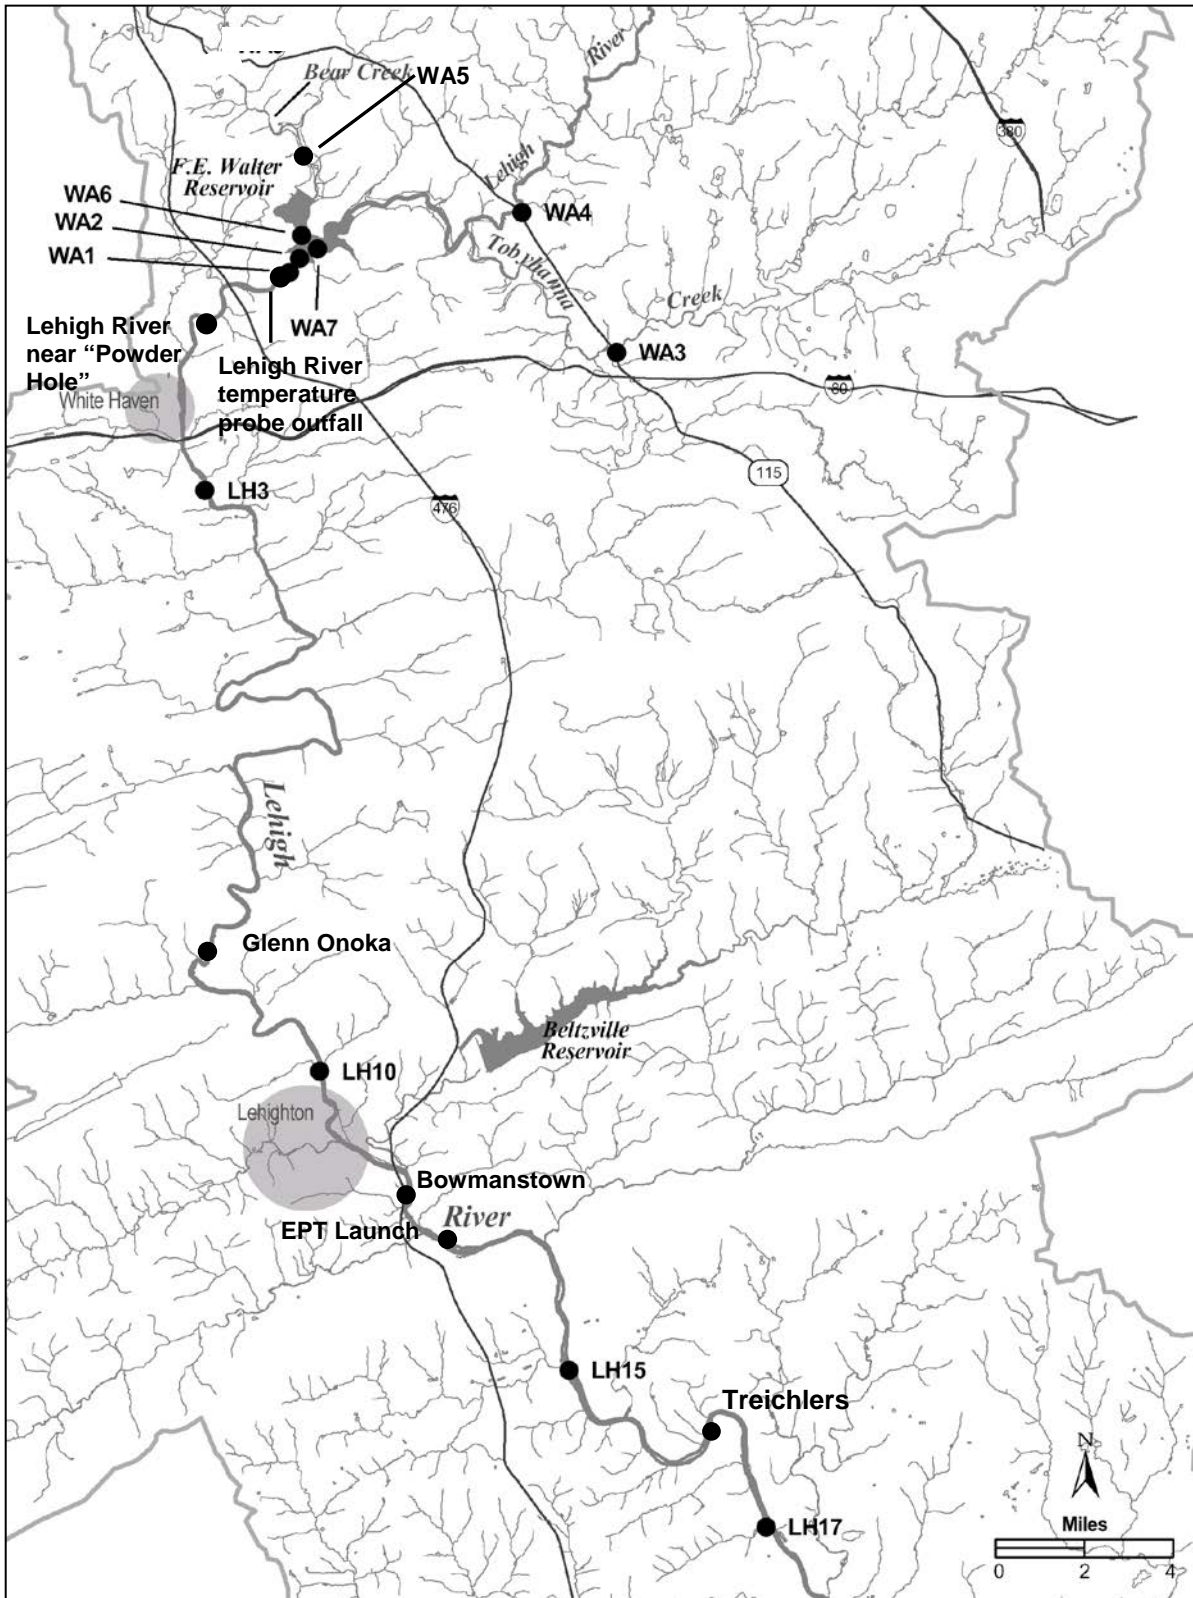 River
Bear Creek
WA5
380
F.E. Walter
Reservoir
Lehigh
WA6
WA4
WA2
Tobyhanna
WA1
Creek
WA7
Lehigh River
near “Powder
Hole”
WA3
Lehigh River
temperature
probe outfall
White Haven
80
115
LH3
476
Lehigh
Glenn Onoka
Beltzville
Reservoir
LH10
Lehighton
Bowmanstown
River
EPT Launch
LH15
Treichlers
N
LH17
Miles
0 2 4